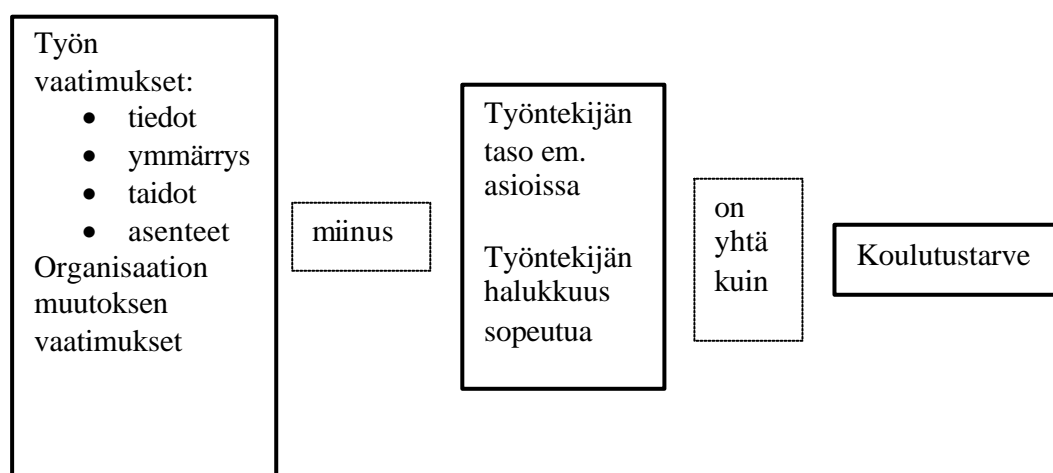 Työn
vaatimukset:
• tiedot
• ymmärrys
• taidot
• asenteet
Organisaation
muutoksen
vaatimukset
miinus
Työntekijän
taso em.
asioissa
Työntekijän
halukkuus
sopeutua
on
yhtä
kuin
Koulutustarve